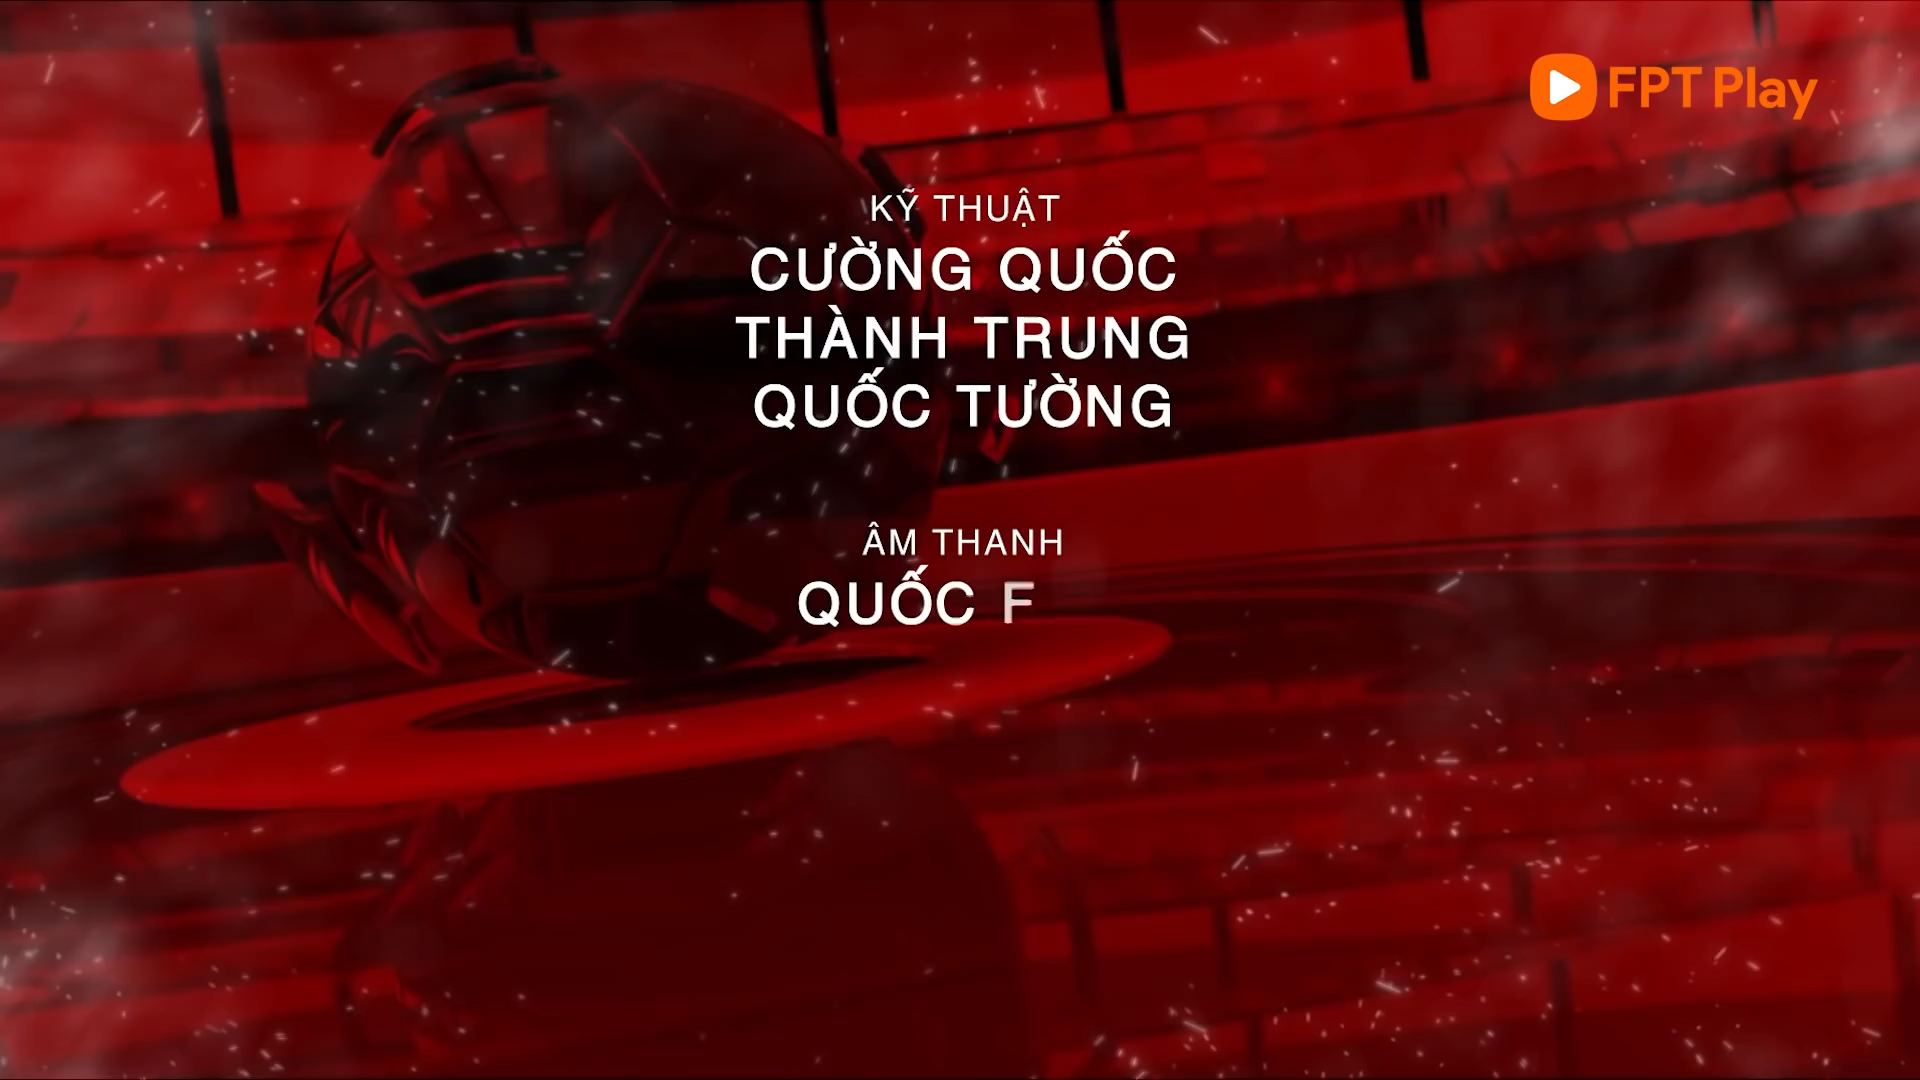 FPT Play
KỸ THUẬT
CƯỜNG QUỐC
THÀNH TRUNG
QUỐC TƯỜNG
ÂM THANH
QUỐC